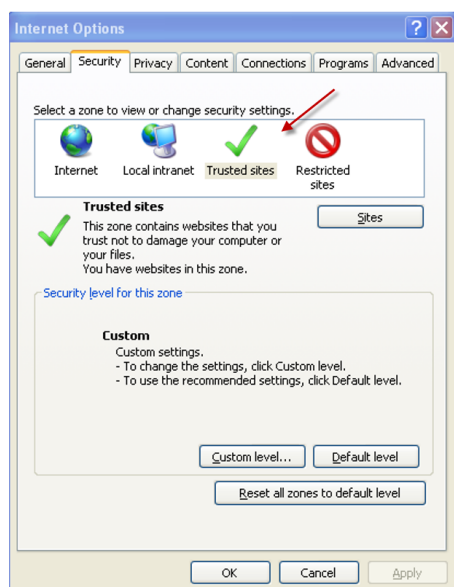 Internet Options
General Security Privacy Content Connections Programs Advanced
Select a zone to view or change security settings.
Internet Local intranet Trusted sites Restricted
sites
Trusted sites
Sites
This zone contains websites that you
trust not to damage your computer or
your files.
You have websites in this zone.
Security level for this zone
Custom
Custom settings.
- To change the settings, click Custom level.
- To use the recommended settings, click Default level.
Custom level... Default level
Reset all zones to default level
OK Cancel Apply